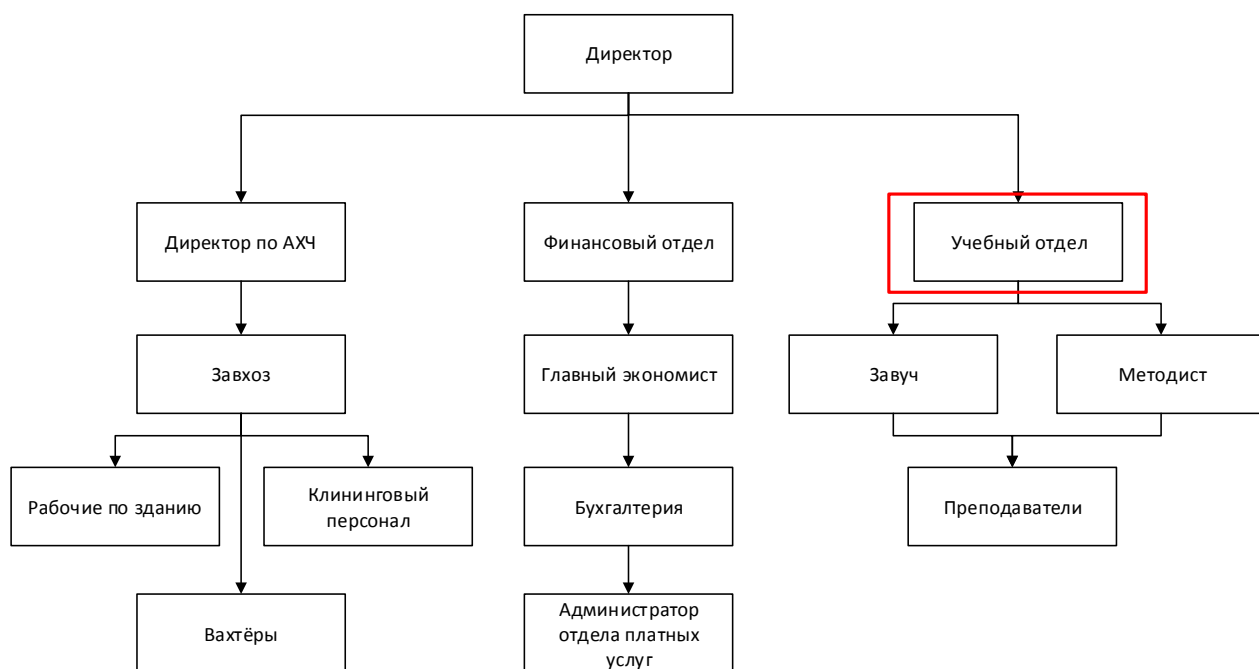 Директор
Директор по АХЧ
Финансовый отдел
Учебный отдел
Завхоз
Главный экономист
Завуч
Методист
Рабочие по зданию
Клининговый
персонал
Бухгалтерия
Преподаватели
Вахтёры
Администратор
отдела платных
услуг